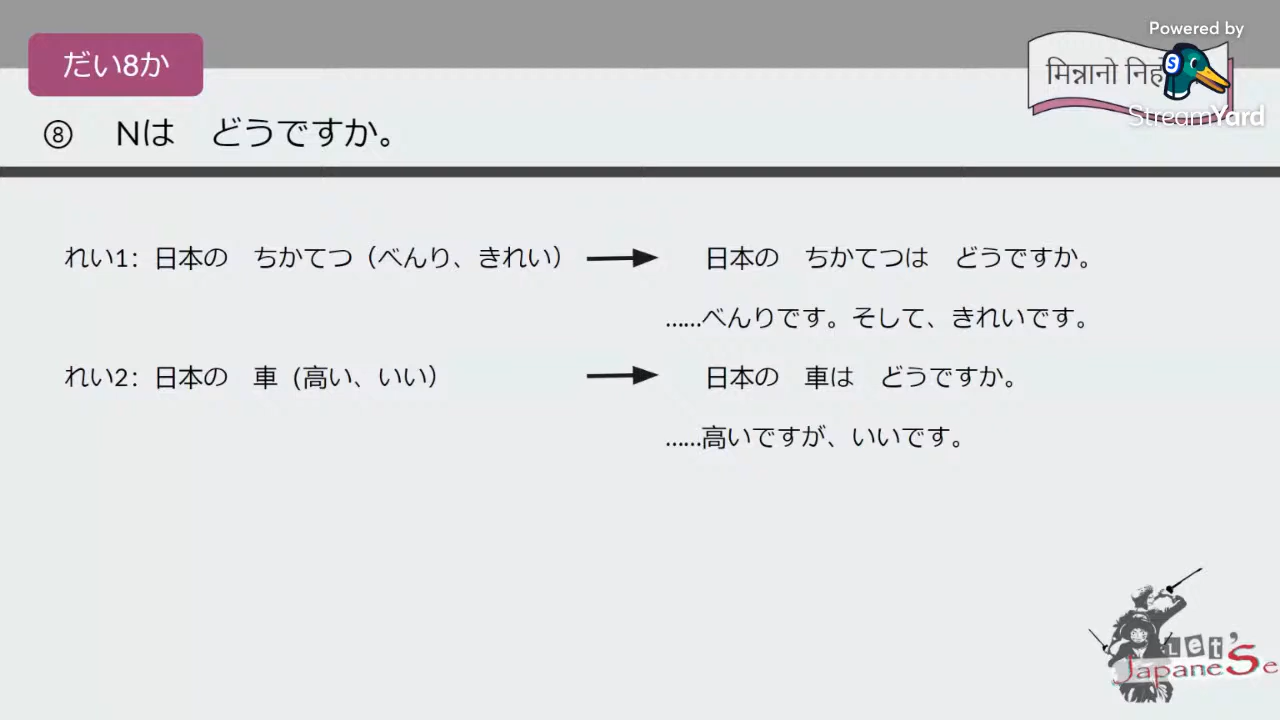 Powered by
だい8か
मिन्नानो
StreamYard
⑧　Nは　どうですか。
れい1: 日本の　ちかてつ（べんり、きれい）　日本の　ちかてつは　どうですか。
……べんりです。そして、きれいです。
れい2: 日本の　車（高い、いい）　日本の　車は　どうですか。
……高いですが、いいです。
Let's
JapaneSe